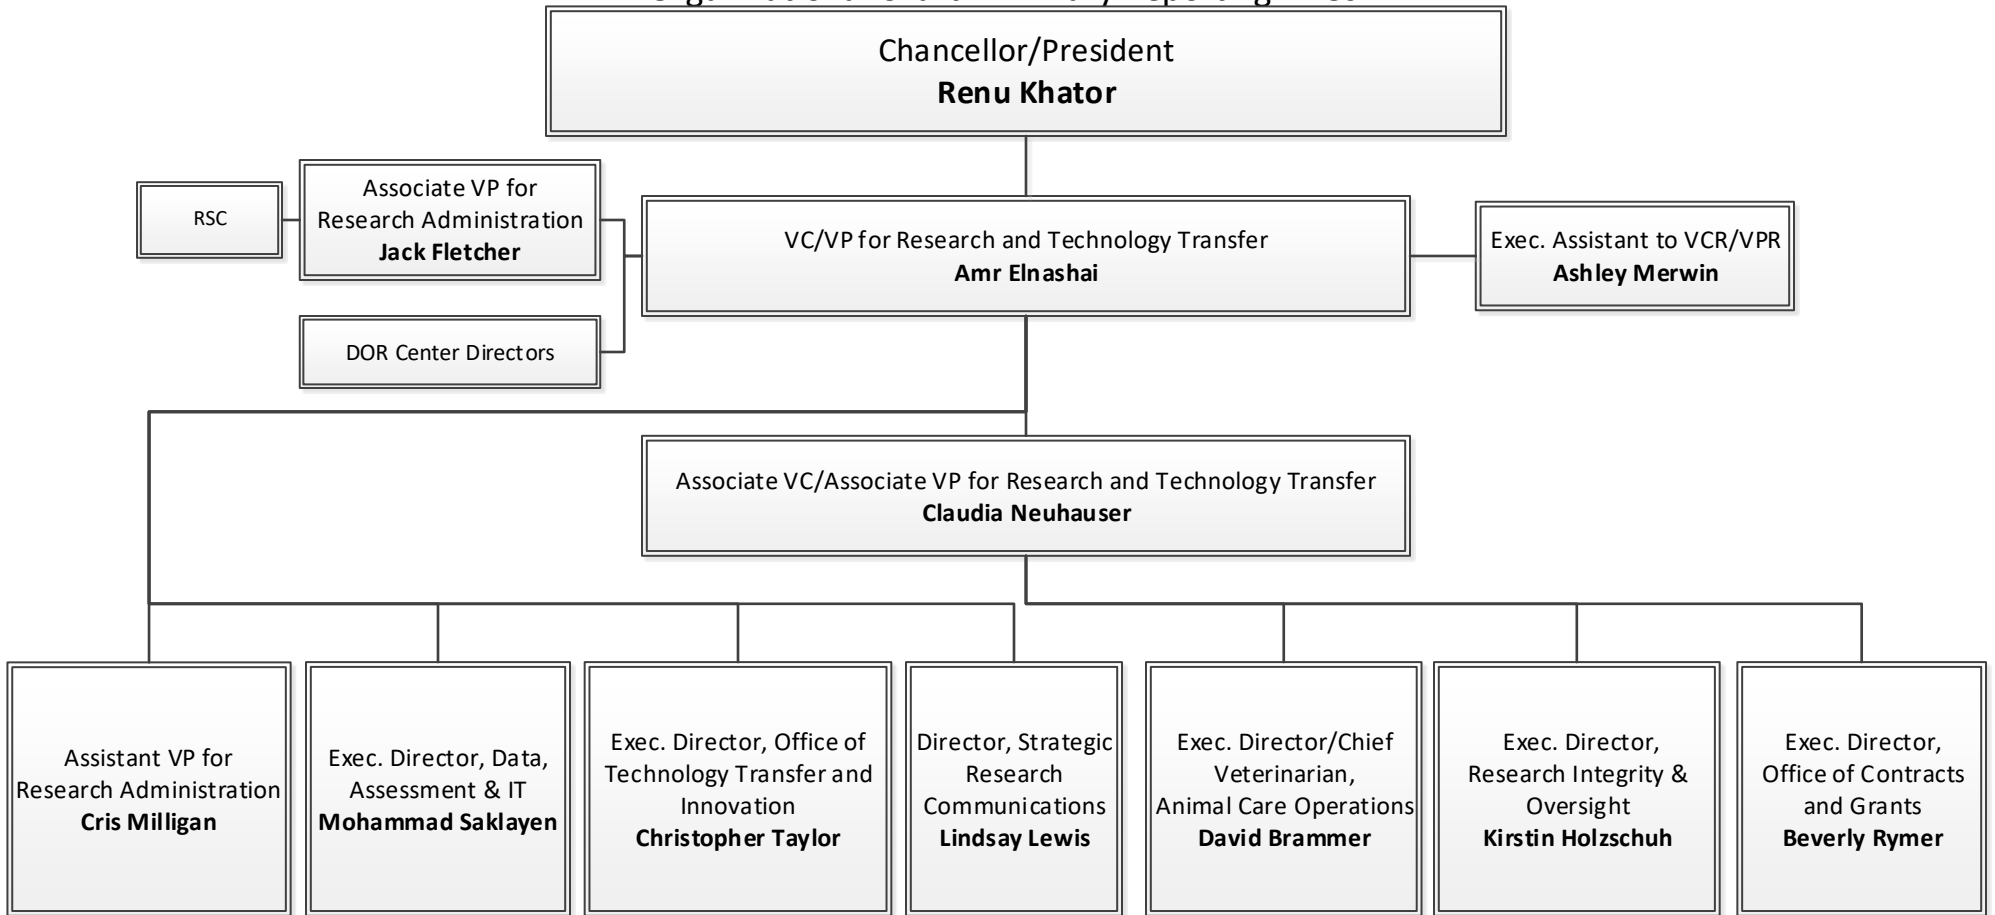 Chancellor/President
Renu Khator
Associate VP for
Research Administration
Jack Fletcher
RSC
VC/VP for Research and Technology Transfer
Amr Elnashai
Exec. Assistant to VCR/VPR
Ashley Merwin
DOR Center Directors
Associate VC/Associate VP for Research and Technology Transfer
Claudia Neuhauser
Assistant VP for
Research Administration
Cris Milligan
Exec. Director, Data,
Assessment & IT
Mohammad Saklayen
Exec. Director, Office of
Technology Transfer and
Innovation
Christopher Taylor
Director, Strategic
Research
Communications
Lindsay Lewis
Exec. Director/Chief
Veterinarian,
Animal Care Operations
David Brammer
Exec. Director,
Research Integrity &
Oversight
Kirstin Holzschuh
Exec. Director,
Office of Contracts
and Grants
Beverly Rymer